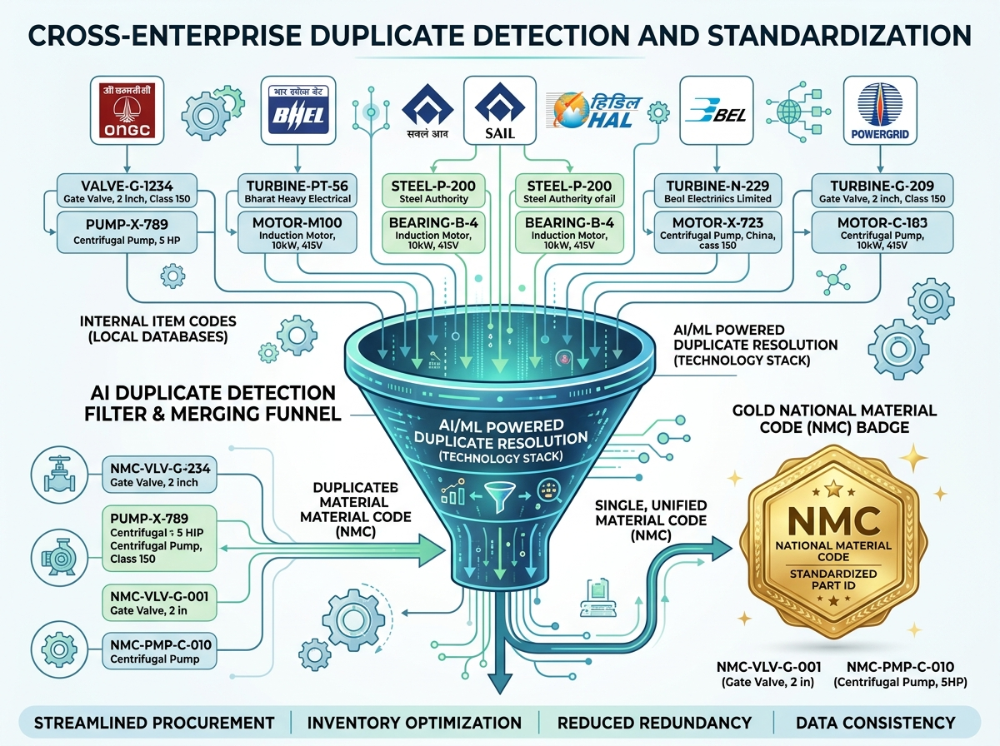 CROSS-ENTERPRISE DUPLICATE DETECTION AND STANDARDIZATION
ONGC
BHEL
सबलं आव
SAIL
हिडिल
HAL
BEL
POWERGRID
VALVE-G-1234
Gate Valve, 2 Inch, Class 150
PUMP-X-789
Centrifugal Pump, 5 HP
TURBINE-PT-56
Bharat Heavy Electrical
MOTOR-M100
Induction Motor,
10kW, 415V
STEEL-P-200
Steel Authority
BEARING-B-4
Induction Motor,
10kW, 41SV
STEEL-P-200
Steel Autherity of ail
BEARING-B-4
Induction Motor,
10kW, 415V
TURBINE-N-229
Beal Electrinics Limited
MOTOR-X-723
Centrifugal Pump, China,
cass 150
TURBINE-G-209
Gate Valve, 2 inch, Class 150
MOTOR-C-183
Centrifugal Pump,
10kW, 415V
INTERNAL ITEM CODES
(LOCAL DATABASES)
AI/ML POWERED
DUPLICATE RESOLUTION
(TECHNOLOGY STACK)
AI DUPLICATE DETECTION
FILTER & MERGING FUNNEL
AI/ML POWERED
DUPLICATE RESOLUTION
(TECHNOLOGY STACK)
GOLD NATIONAL MATERIAL
CODE (NMC) BADGE
NMC-VLV-G-234
Gate Valve, 2 inch
PUMP-X-789
Centrifugal : 5 HIP
Centrifugal Pump,
Class 150
NMC-VLV-G-001
Gate Valve, 2 in
NMC-PMP-C-010
Centrifugal Pump
DUPLICATEB
MATERIAL
MATERIAL CODE
(NMC)
SINGLE, UNIFIED
MATERIAL CODE
(NMC)
NMC
NATIONAL MATERIAL
CODE
STANDARDIZED
PART ID
NMC-VLV-G-001
(Gate Valve, 2 in)
NMC-PMP-C-010
(Centrifugal Pump, 5HP)
STREAMLINED PROCUREMENT
INVENTORY OPTIMIZATION
REDUCED REDUNDANCY
DATA CONSISTENCY